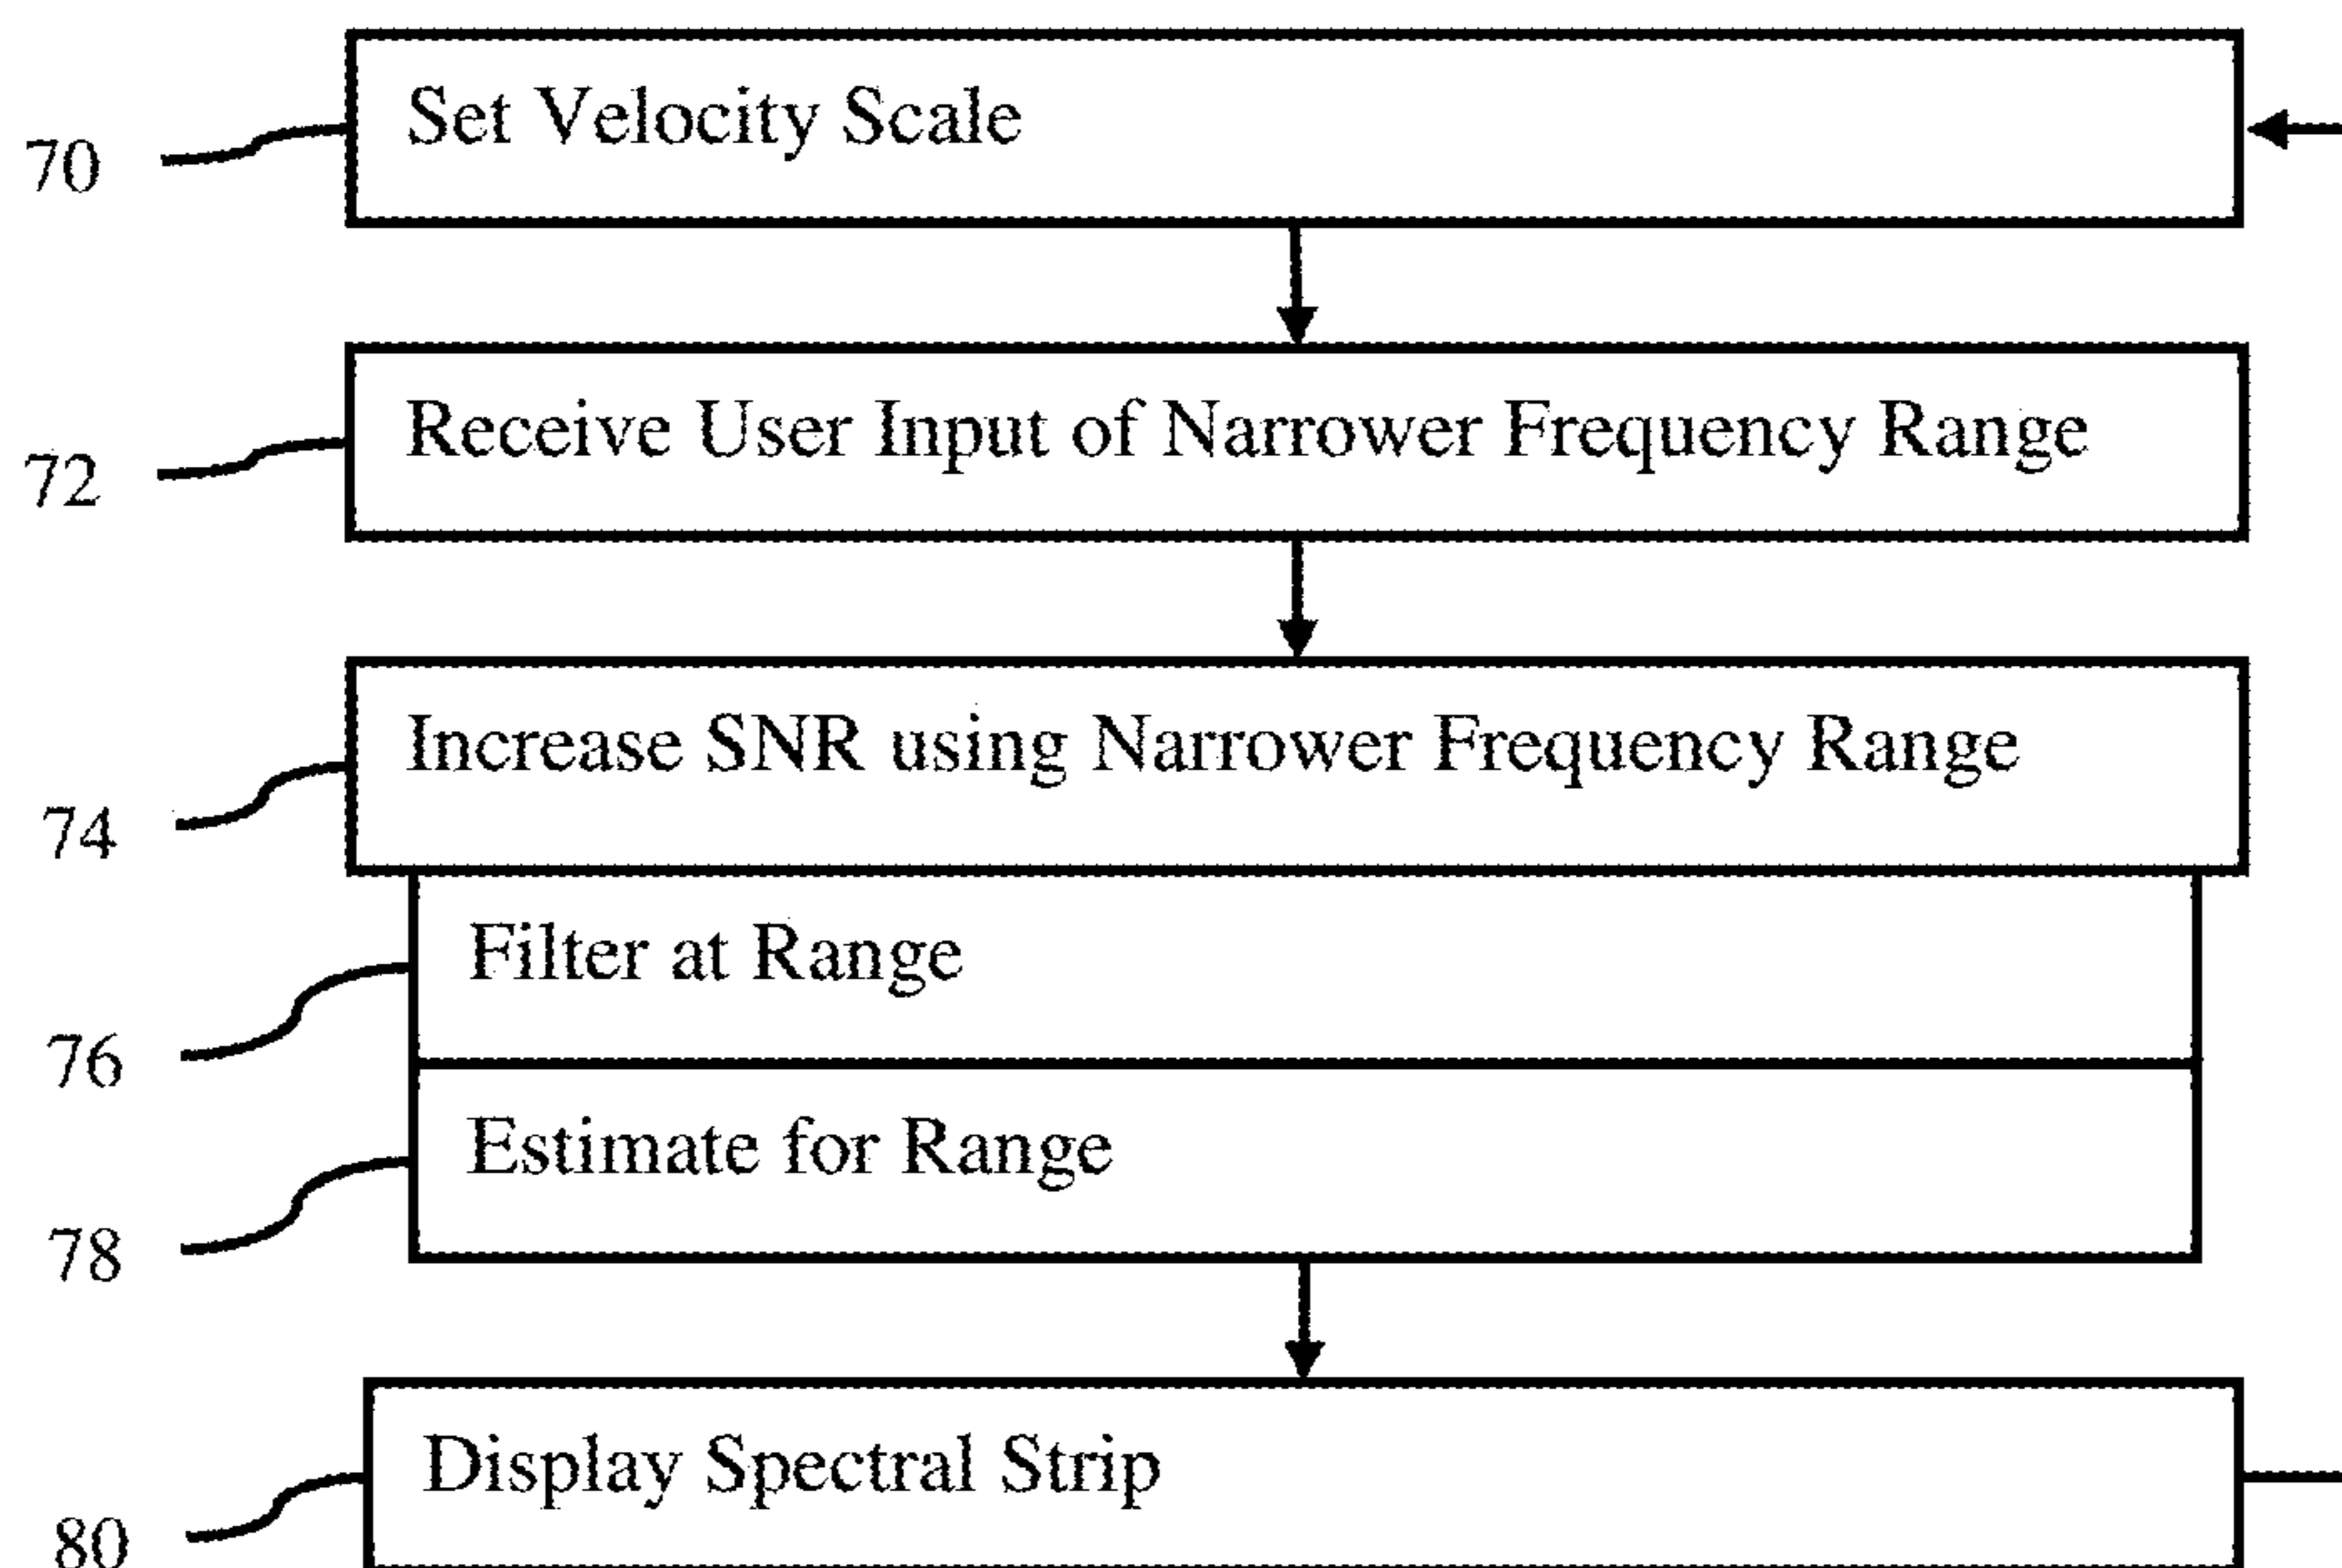 Set Velocity Scale
70
Receive User Input of Narrower Frequency Range
72
Increase SNR using Narrower Frequency Range
74
Filter at Range
76
Estimate for Range
78
Display Spectral Strip
80